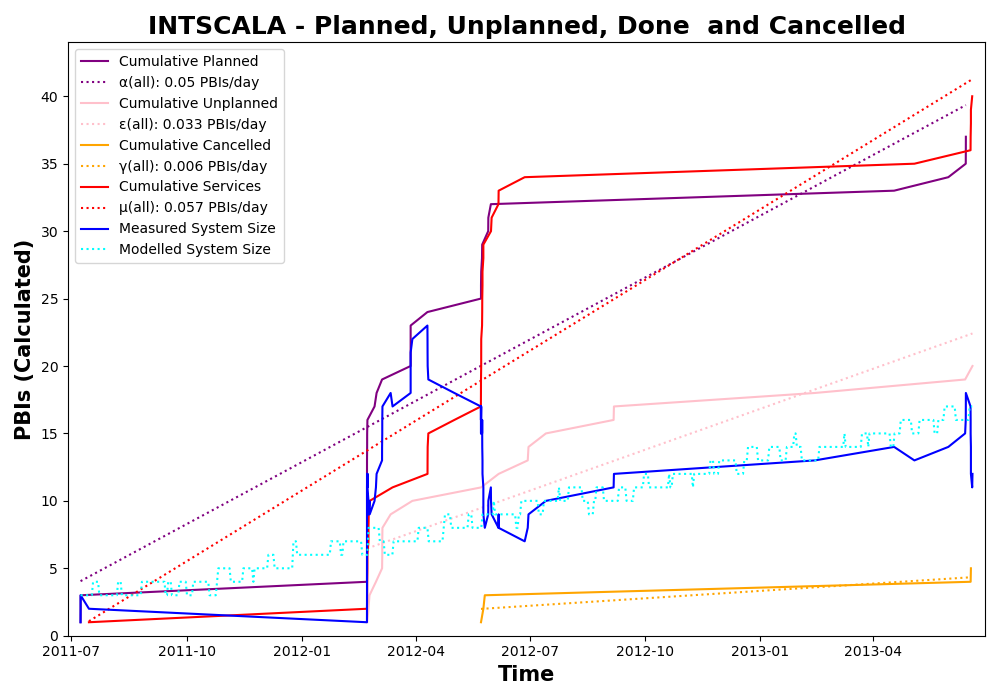 INTSCALA - Planned, Unplanned, Done  and Cancelled
Cumulative Planned
α(all): 0.05 PBIs/day
Cumulative Unplanned
ε(all): 0.033 PBIs/day
Cumulative Cancelled
γ(all): 0.006 PBIs/day
Cumulative Services
μ(all): 0.057 PBIs/day
Measured System Size
Modelled System Size
PBIs (Calculated)
40
35
30
25
20
15
10
5
0
2011-07 2011-10 2012-01 2012-04 2012-07 2012-10 2013-01 2013-04
Time